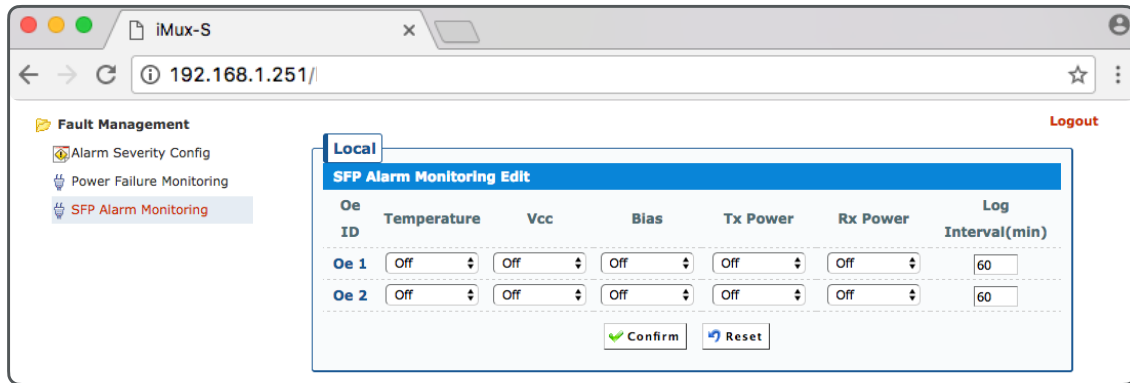 iMux-S
192.168.1.251/
Fault Management
Alarm Severity Config
Power Failure Monitoring
SFP Alarm Monitoring
Logout
Local
SFP Alarm Monitoring Edit
Oe ID Temperature Vcc Bias Tx Power Rx Power Log Interval(min)
Oe 1 Off Off Off Off Off 60
Oe 2 Off Off Off Off Off 60
Confirm Reset